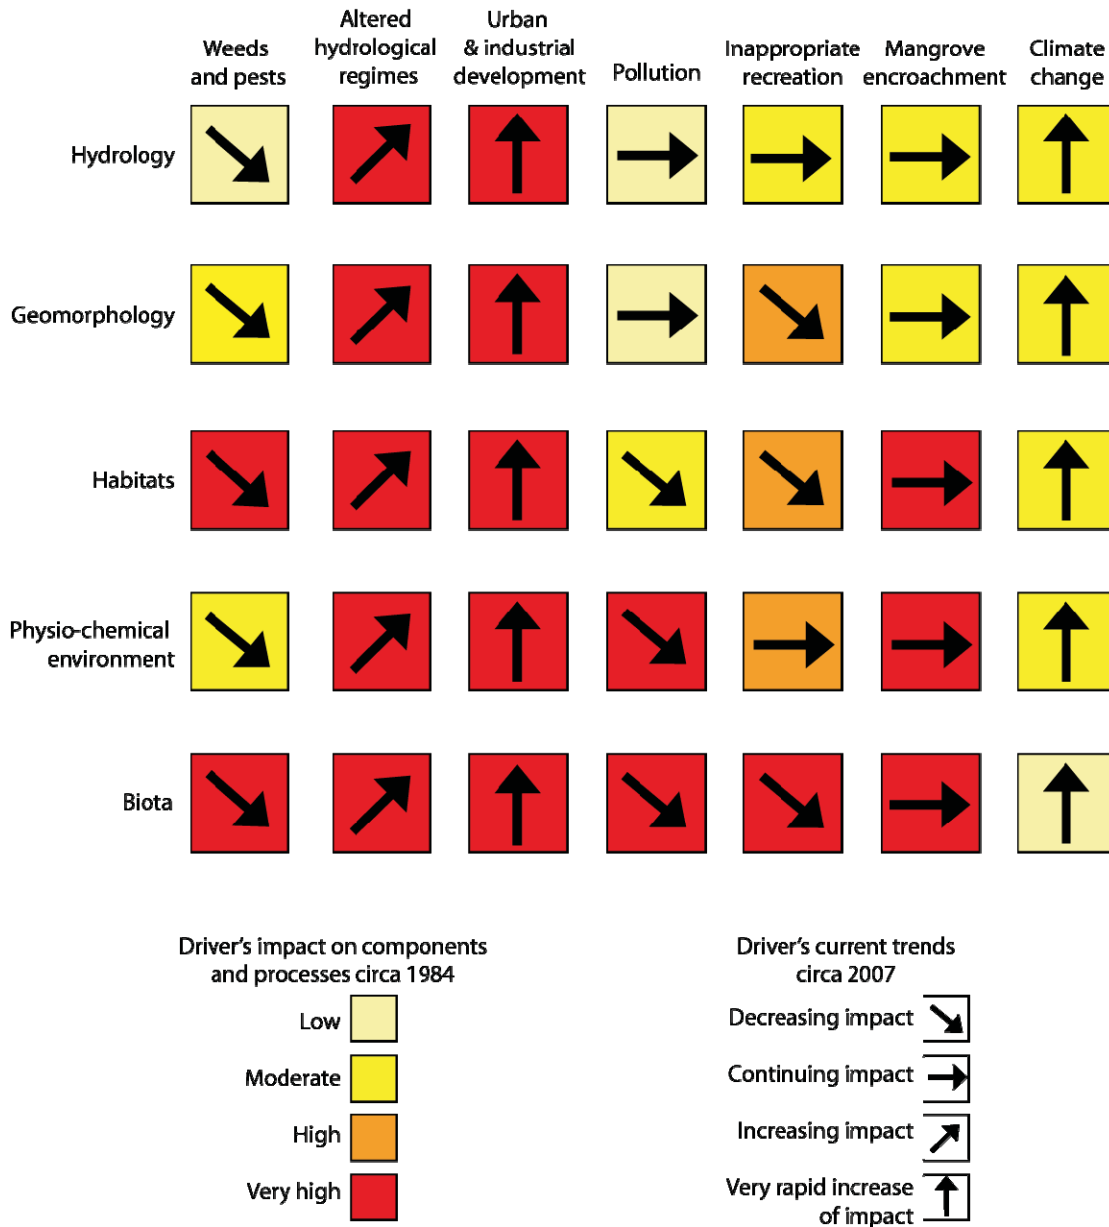 Weeds
and pests
Altered
hydrological
regimes
Urban
& industrial
development
Pollution
Inappropriate
recreation
Mangrove
encroachment
Climate
change
Hydrology
Geomorphology
Habitats
Physio-chemical
environment
Biota
Driver's impact on components
and processes circa 1984
Low
Moderate
High
Very high
Driver's current trends
circa 2007
Decreasing impact
Continuing impact
Increasing impact
Very rapid increase
of impact